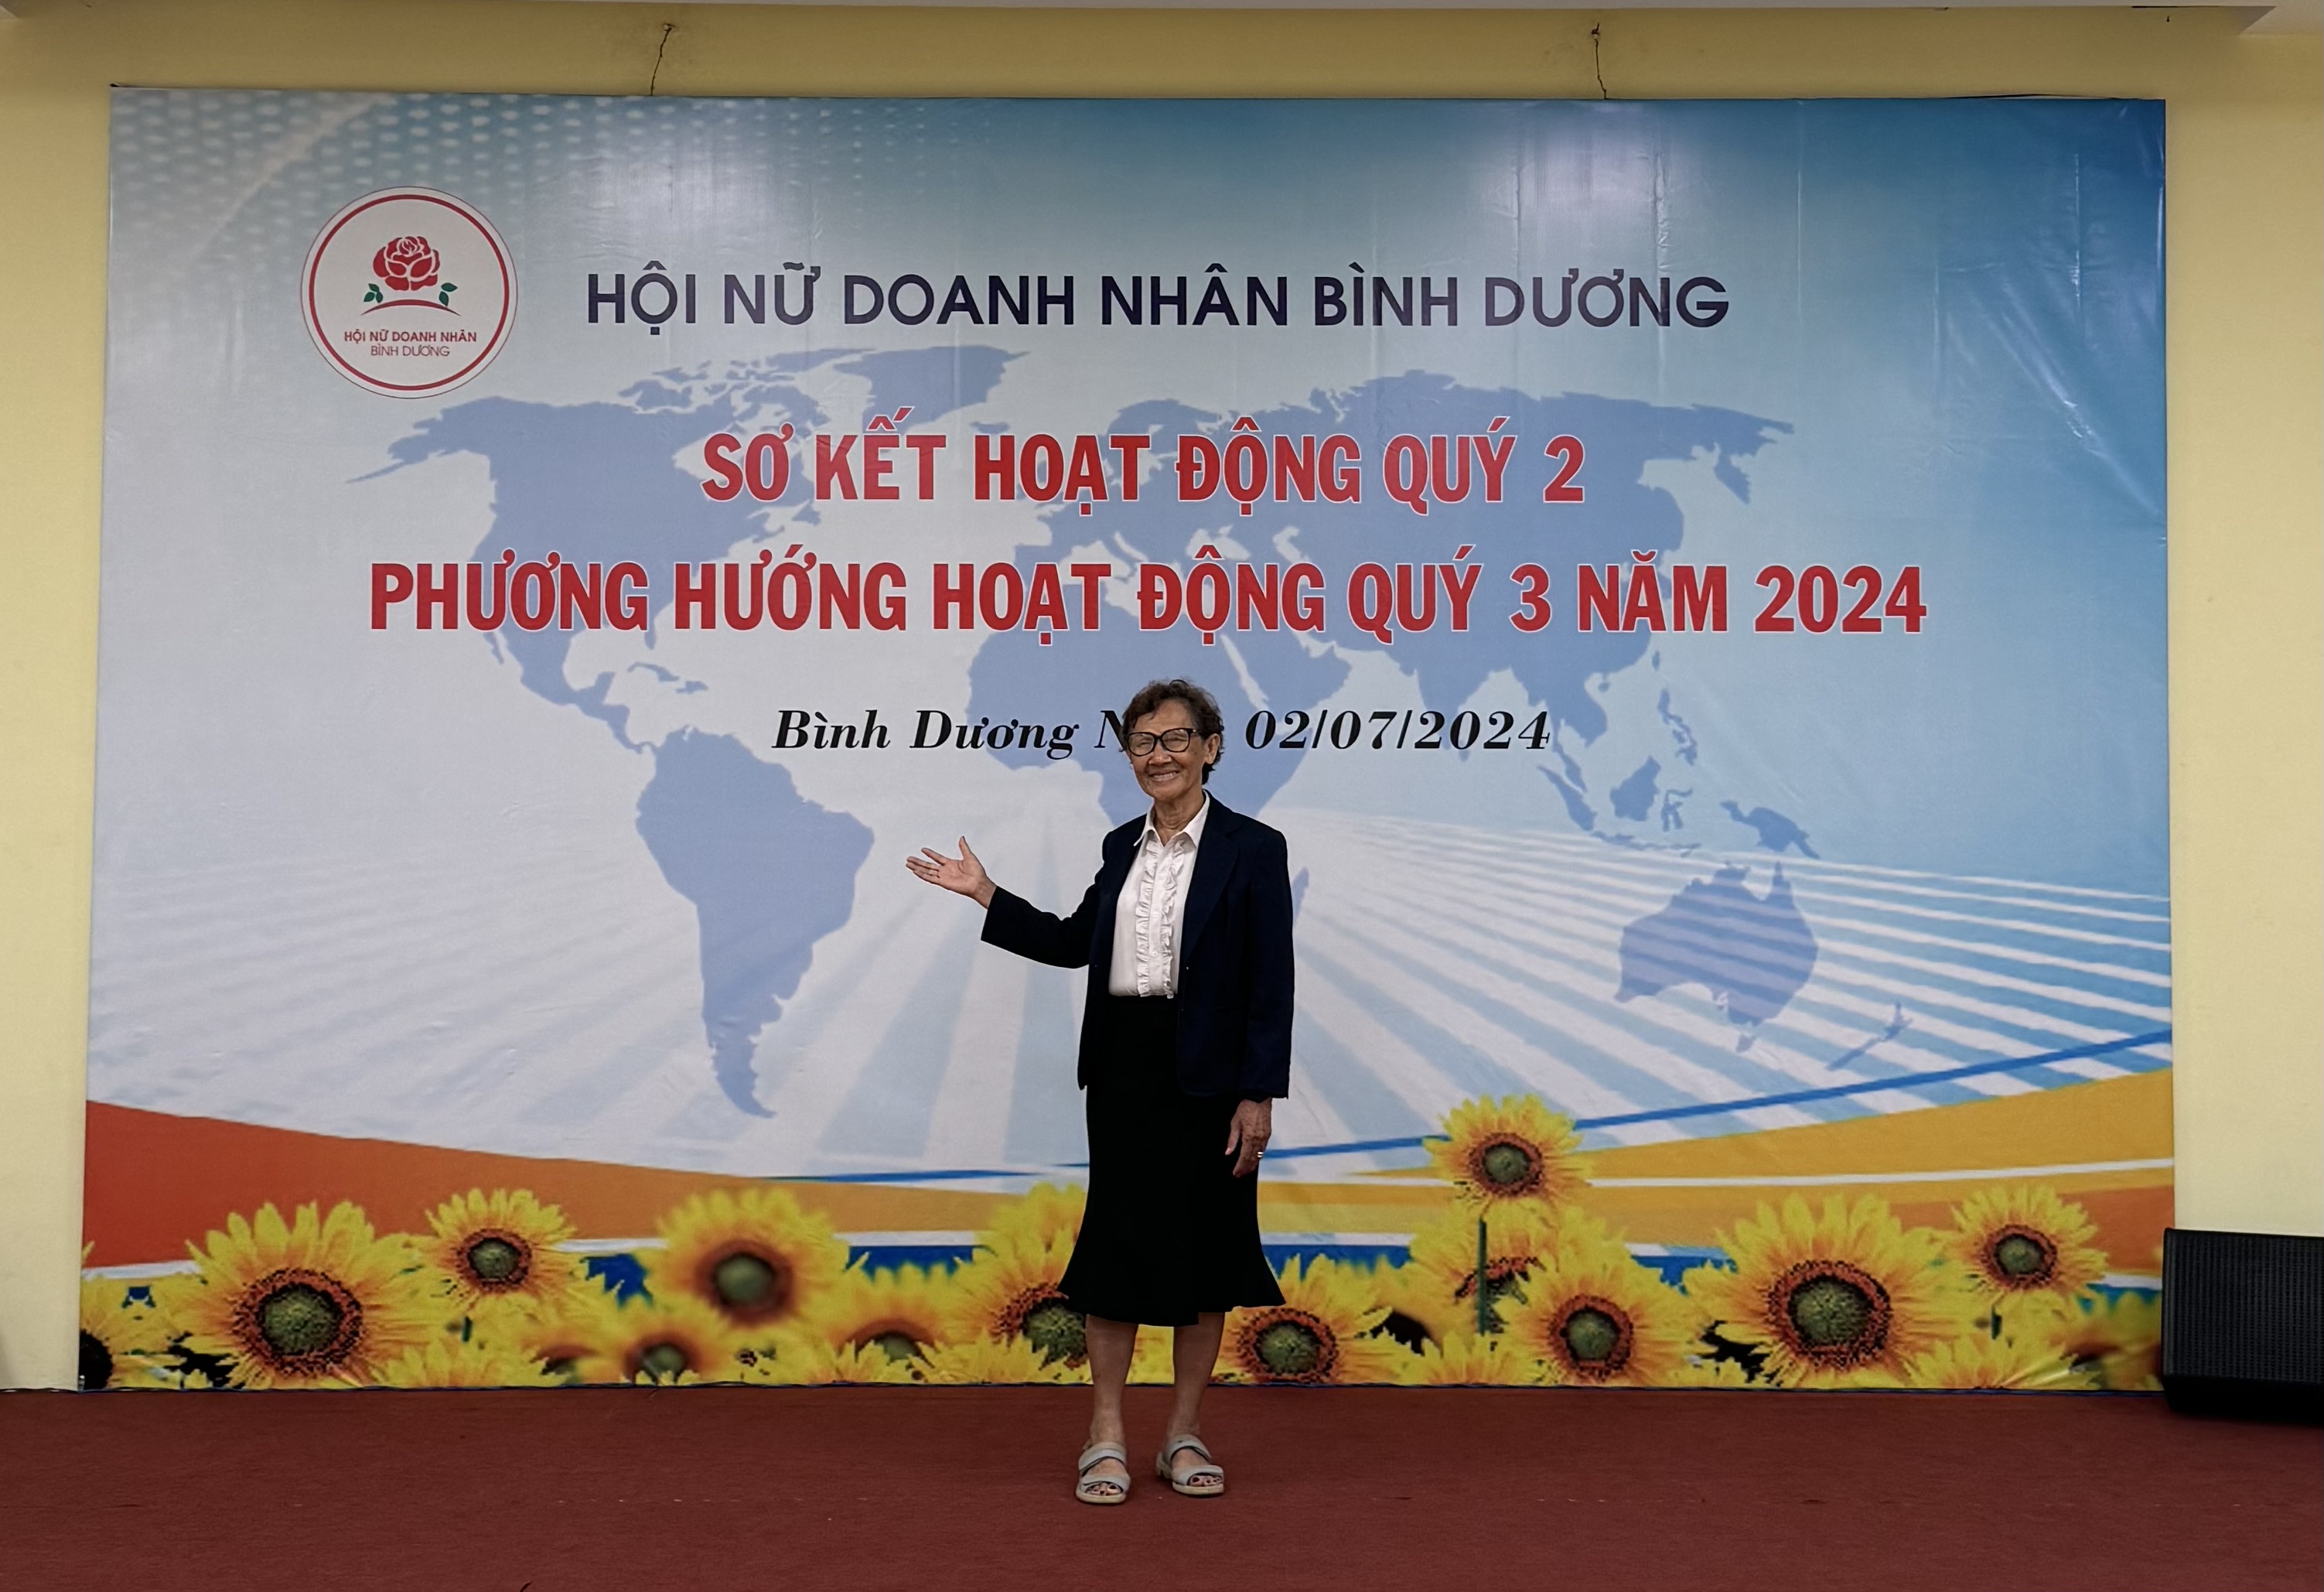 HỘI NỮ DOANH NHÂN
BÌNH DƯƠNG
HỘI NỮ DOANH NHÂN BÌNH DƯƠNG
SƠ KẾT HOẠT ĐỘNG QUÝ 2
PHƯƠNG HƯỚNG HOẠT ĐỘNG QUÝ 3 NĂM 2024
Bình Dương 02/07/2024